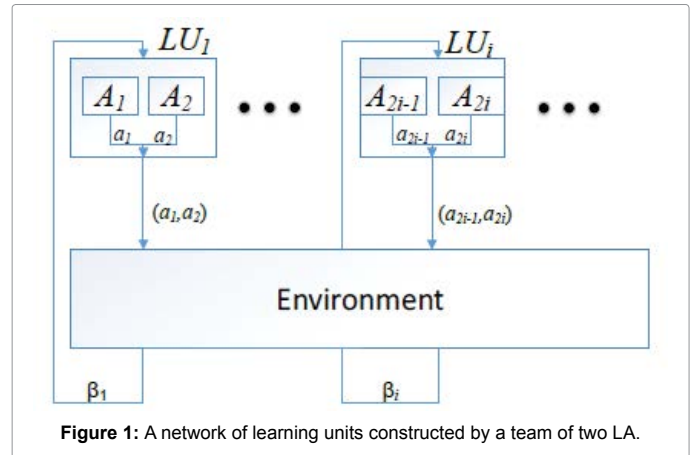 LU1 LUi
A1 A2 A2i-1 A2i
a1 a2 a2i-1 a2i
(a1,a2) (a2i-1,a2i)
Environment
β1 βi
Figure 1: A network of learning units constructed by a team of two LA.